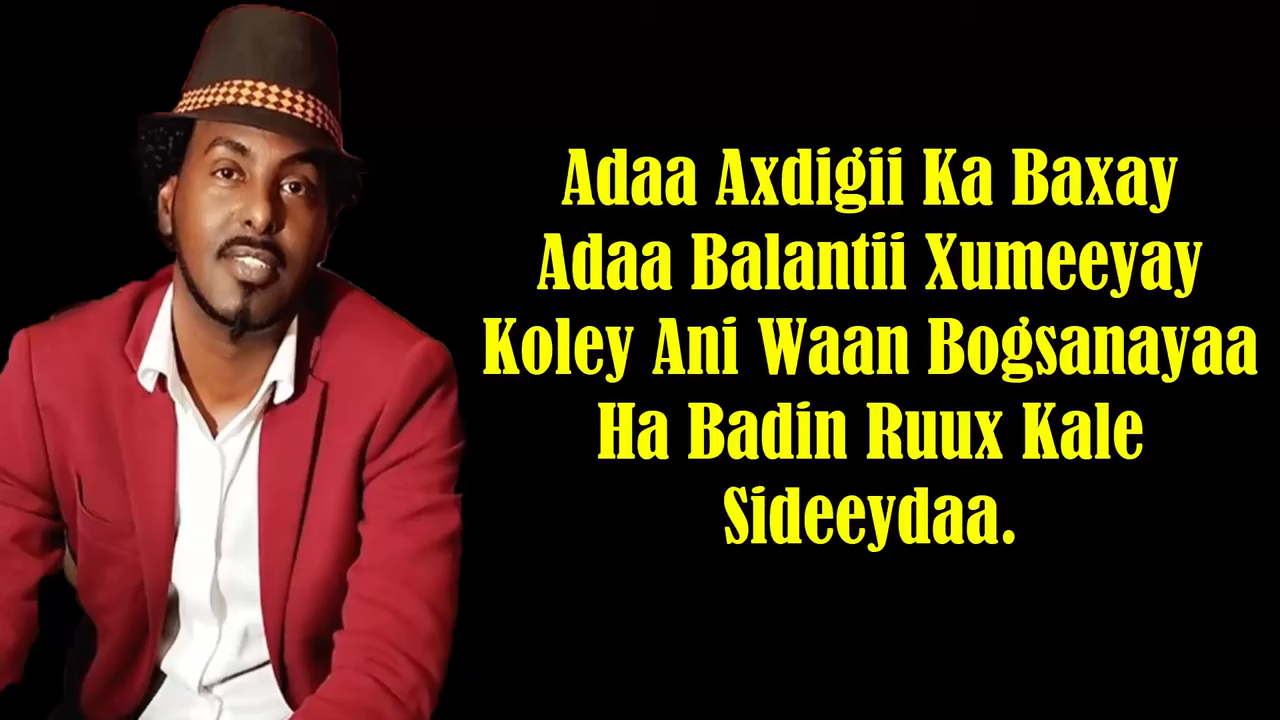 Adaa Axdigii Ka Baxay
Adaa Balantii Xumeeyay
Koley Ani Waan Bogsanayaa
Ha Badin Ruux Kale
Sideeydaa.